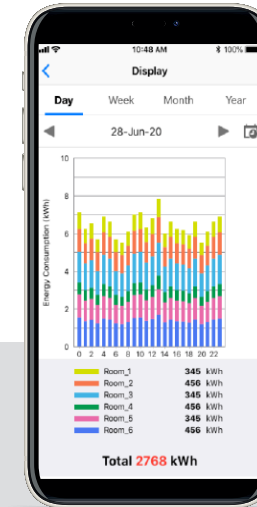 10:48 AM 100%
Display
Day Week Month Year
28-Jun-20
Energy Consumption (kWh)
10
8
6
4
2
0
0 2 4 6 8 10 12 14 16 18 20 22
Room_1 345 kWh
Room_2 456 kWh
Room_3 345 kWh
Room_4 456 kWh
Room_5 345 kWh
Room_6 456 kWh
Total 2768 kWh